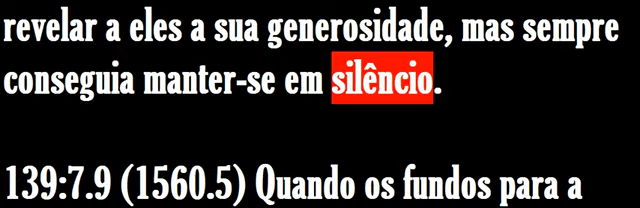 revelar a eles a sua generosidade, mas sempre
conseguia manter-se em silêncio.
139:7.9 (1560.5) Quando os fundos para a